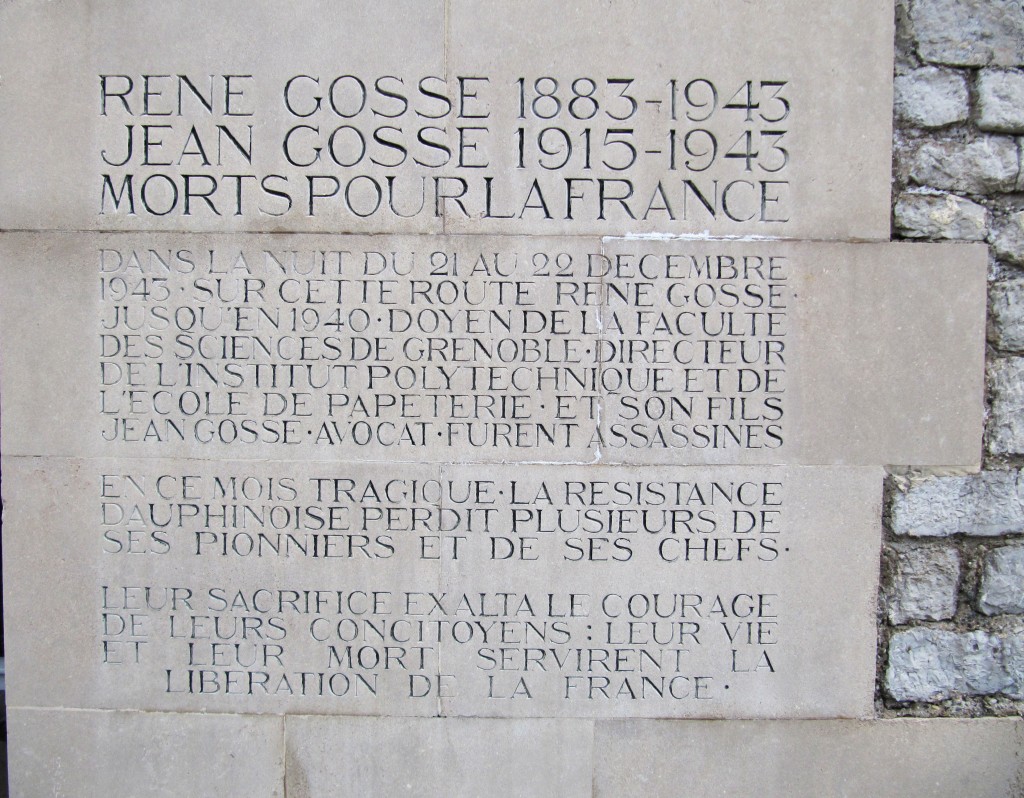 RENE GOSSE 1883-1943
JEAN GOSSE 1915-1943
MORTS POUR LA FRANCE
DANS LA NUIT DU 21 AU 22 DECEMBRE
1943 · SUR CETTE ROUTE RENE GOSSE ·
JUSQU'EN 1940 · DOYEN DE LA FACULTE
DES SCIENCES DE GRENOBLE · DIRECTEUR
DE L'INSTITUT POLYTECHNIQUE ET DE
L'ECOLE DE PAPETERIE · ET SON FILS
JEAN GOSSE · AVOCAT · FURENT ASSASSINES
EN CE MOIS TRAGIQUE · LA RESISTANCE
DAUPHINOISE PERDIT PLUSIEURS DE
SES PIONNIERS ET DE SES CHEFS ·
LEUR SACRIFICE EXALTA LE COURAGE
DE LEURS CONCITOYENS : LEUR VIE
ET LEUR MORT SERVIRENT LA
LIBERATION DE LA FRANCE ·